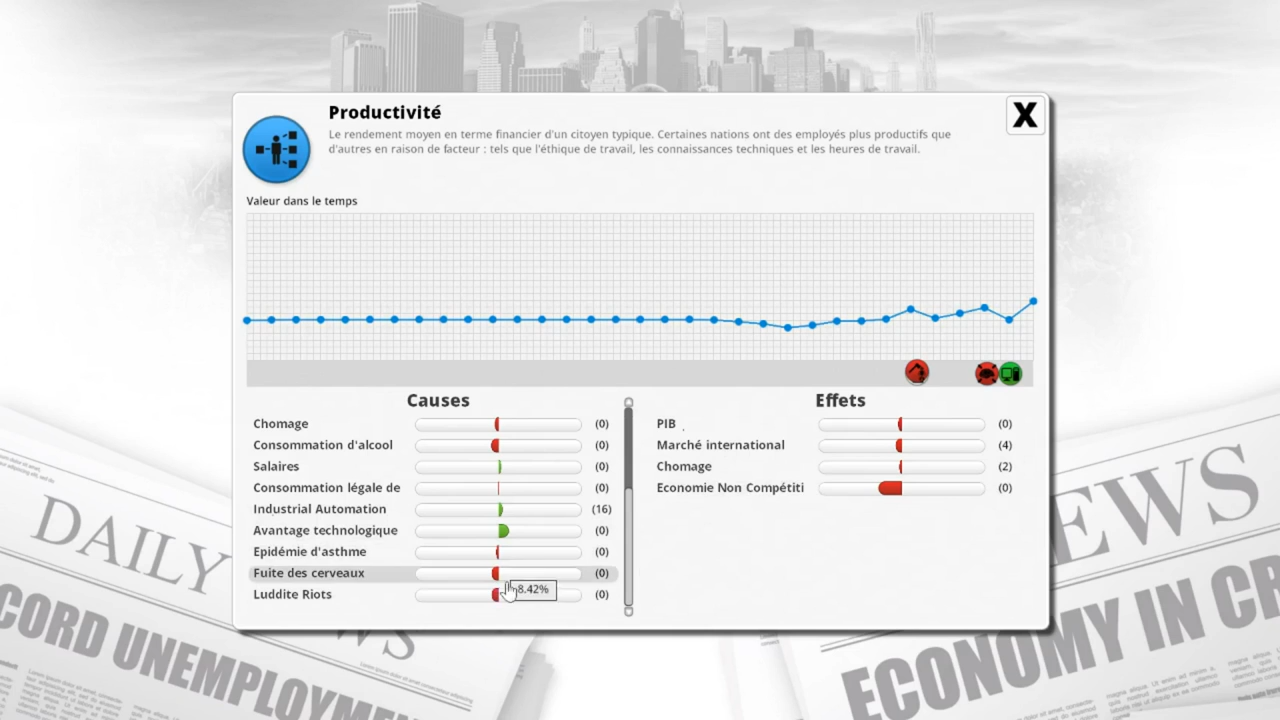 Productivité
X
Le rendement moyen en terme financier d'un citoyen typique. Certaines nations ont des employés plus productifs que
d'autres en raison de facteur : tels que l'éthique de travail, les connaissances techniques et les heures de travail.
Valeur dans le temps
Causes
Chomage (0)
Consommation d'alcool (0)
Salaires (0)
Consommation légale de (0)
Industrial Automation (16)
Avantage technologique (0)
Epidémie d'asthme (0)
Fuite des cerveaux (0)
8.42%
Luddite Riots (0)
Effets
PIB (0)
Marché international (4)
Chomage (2)
Economie Non Compétiti (0)
DAILY
WS
CORD UNEMPLOYME
EWS
ECONOMY IN CR